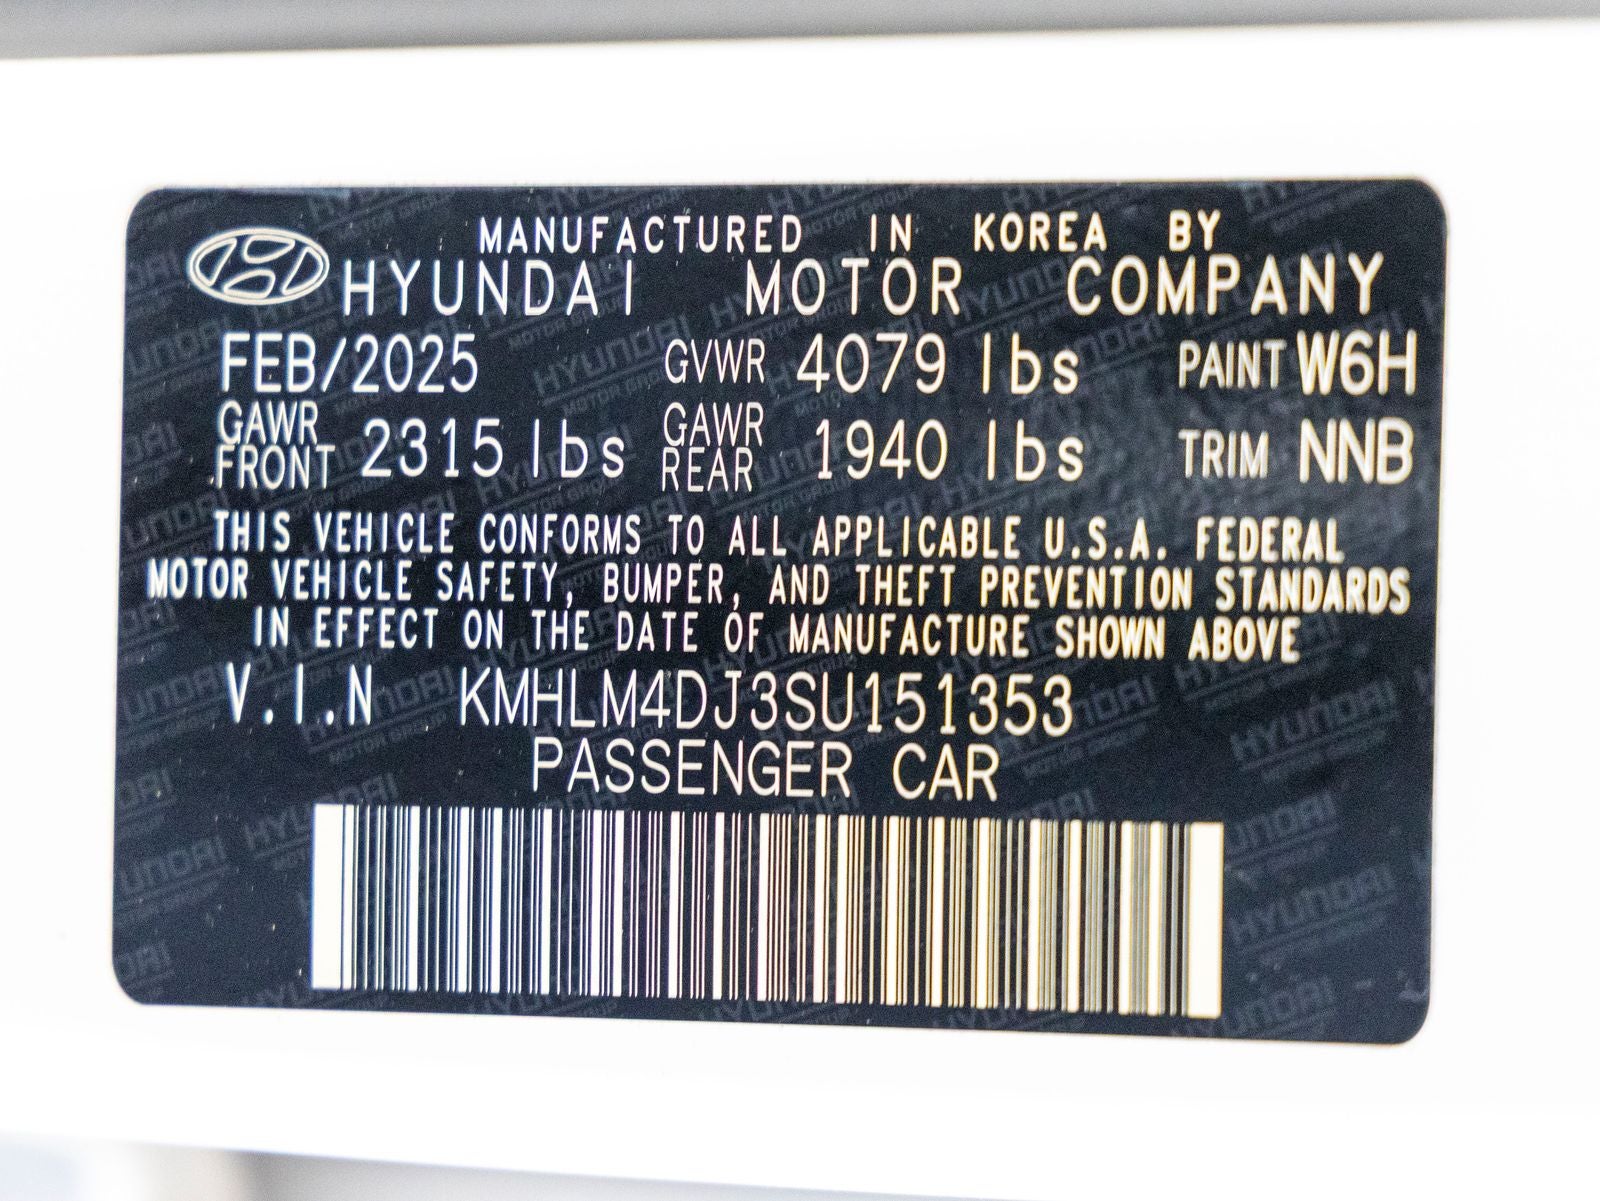 MANUFACTURED IN KOREA BY
HYUNDAI MOTOR COMPANY
FEB/2025 GVWR 4079 lbs PAINT W6H
GAWR FRONT 2315 lbs GAWR REAR 1940 lbs TRIM NNB
THIS VEHICLE CONFORMS TO ALL APPLICABLE U.S.A. FEDERAL
MOTOR VEHICLE SAFETY, BUMPER, AND THEFT PREVENTION STANDARDS
IN EFFECT ON THE DATE OF MANUFACTURE SHOWN ABOVE
V.I.N KMHLM4DJ3SU151353
PASSENGER CAR